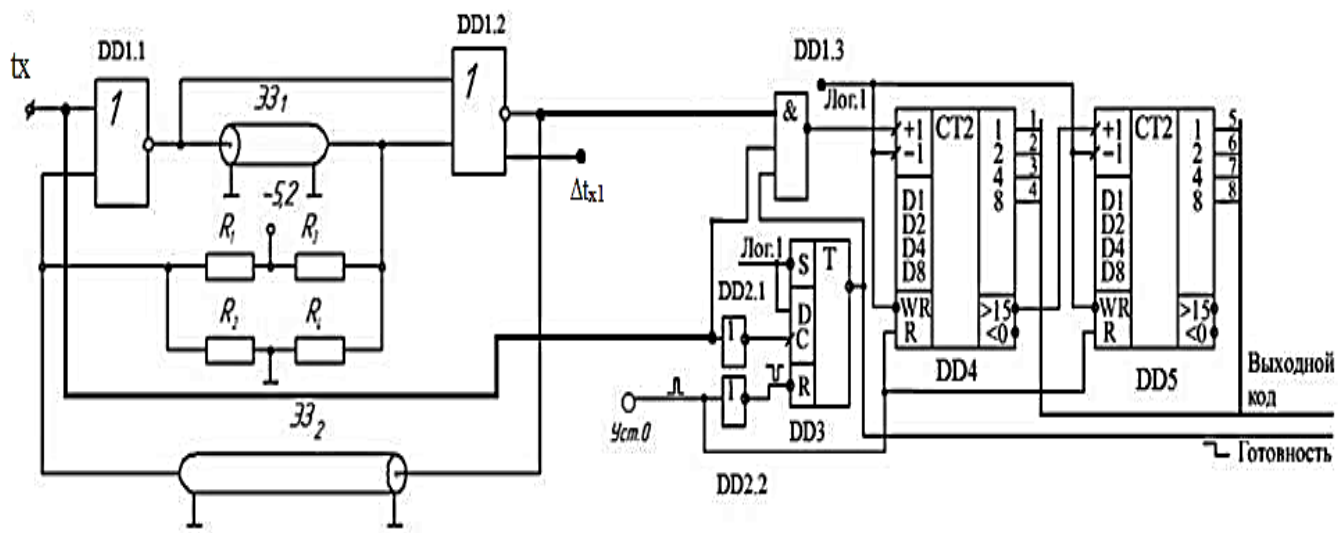 tx
DD1.1
1
ЭЗ1
-5,2
R1
R3
R2
R4
ЭЗ2
DD1.2
1
Δtx1
DD1.3
&
Лог.1
Лог.1
S T
D
C
R
DD2.1
1
1
Уст.0
DD3
DD2.2
+1 CT2 1 1
-1 2 2
4 3
8 4
D1
D2
D4
D8
WR >15
R <0
DD4
+1 CT2 1 5
-1 2 6
4 7
8 8
D1
D2
D4
D8
WR >15
R <0
DD5
Выходной
код
Готовность